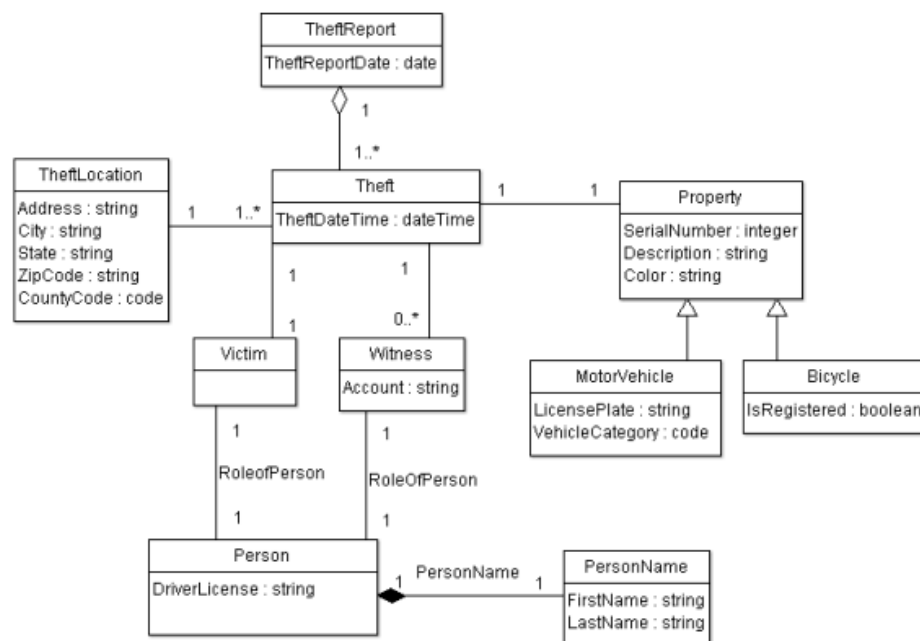 TheftReport
TheftReportDate : date
1
1..*
TheftLocation
Address : string
City : string
State : string
ZipCode : string
CountyCode : code
1
1..*
Theft
TheftDateTime : dateTime
1
1
Property
SerialNumber : integer
Description : string
Color : string
1
1
1
0..*
Victim
Witness
Account : string
MotorVehicle
LicensePlate : string
VehicleCategory : code
Bicycle
IsRegistered : boolean
1
RoleofPerson
1
1
RoleOfPerson
1
Person
DriverLicense : string
1
PersonName
1
PersonName
FirstName : string
LastName : string